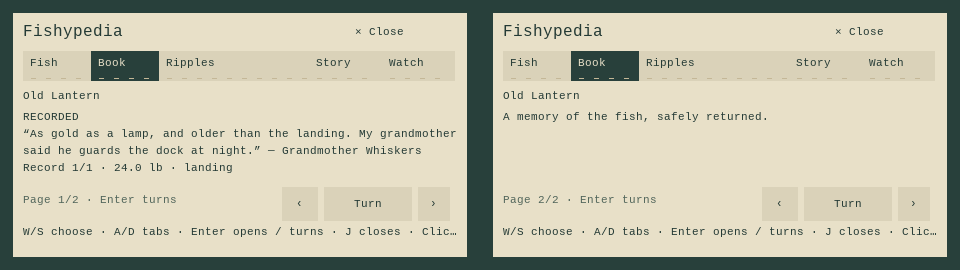 Fishypedia
× Close
Fish Book Ripples Story Watch
Old Lantern
RECORDED
“As gold as a lamp, and older than the landing. My grandmother
said he guards the dock at night.” — Grandmother Whiskers
Record 1/1 · 24.0 lb · landing
Page 1/2 · Enter turns
‹ Turn ›
W/S choose · A/D tabs · Enter opens / turns · J closes · Clic…
Fishypedia
× Close
Fish Book Ripples Story Watch
Old Lantern
A memory of the fish, safely returned.
Page 2/2 · Enter turns
‹ Turn ›
W/S choose · A/D tabs · Enter opens / turns · J closes · Clic…